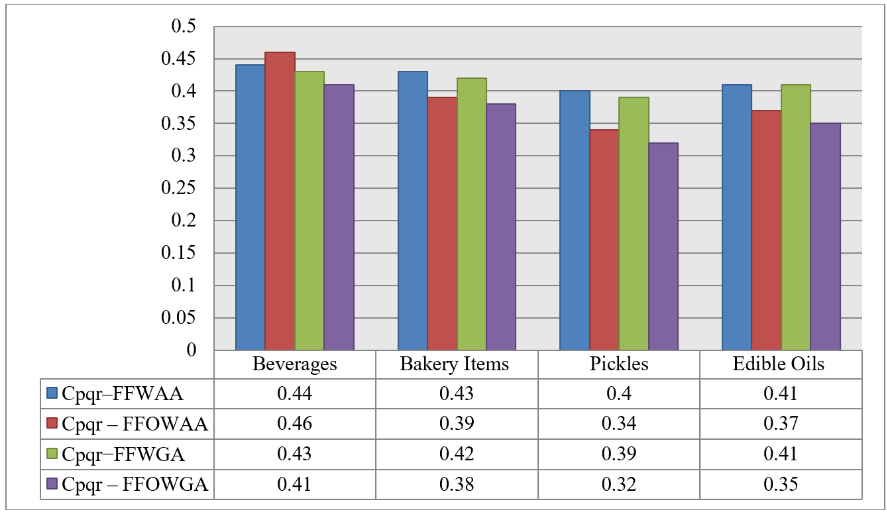 0.5
0.45
0.4
0.35
0.3
0.25
0.2
0.15
0.1
0.05
0
Beverages Bakery Items Pickles Edible Oils
Cpqr–FFWAA 0.44 0.43 0.4 0.41
Cpqr – FFOWAA 0.46 0.39 0.34 0.37
Cpqr–FFWGA 0.43 0.42 0.39 0.41
Cpqr – FFOWGA 0.41 0.38 0.32 0.35